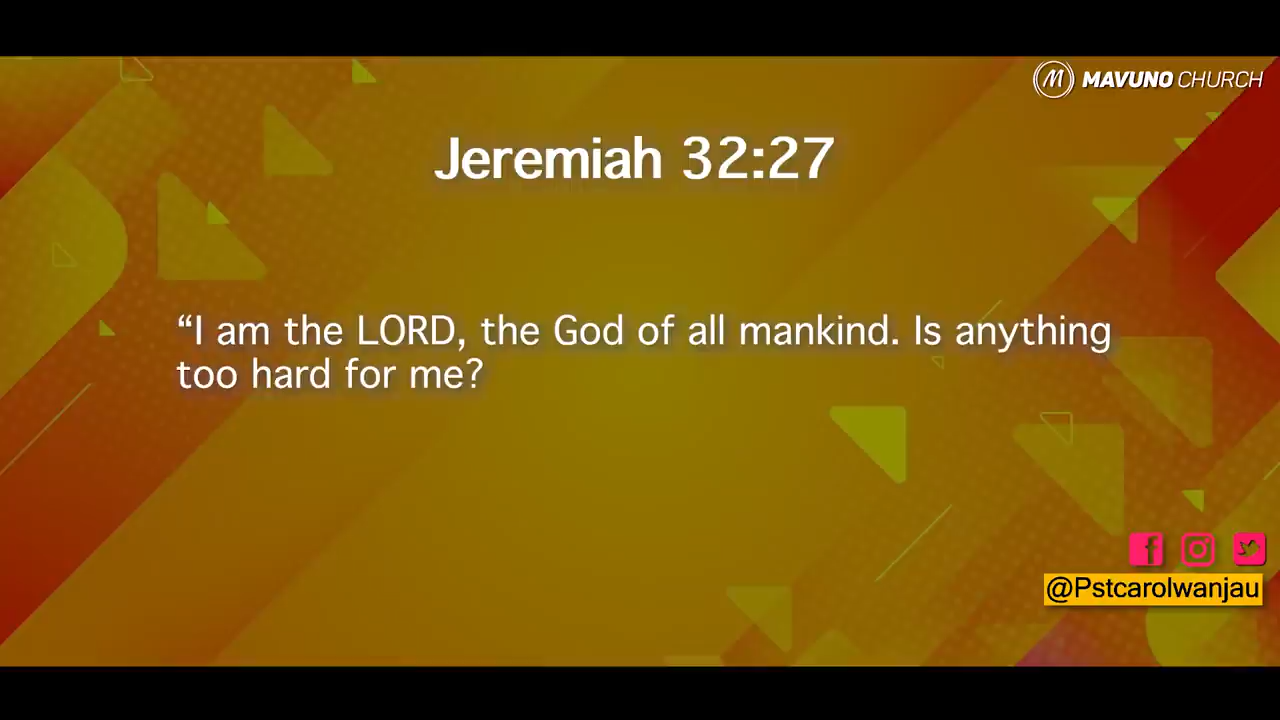 MAVUNO CHURCH
Jeremiah 32:27
“I am the LORD, the God of all mankind. Is anything
too hard for me?
@Pstcarolwanjau